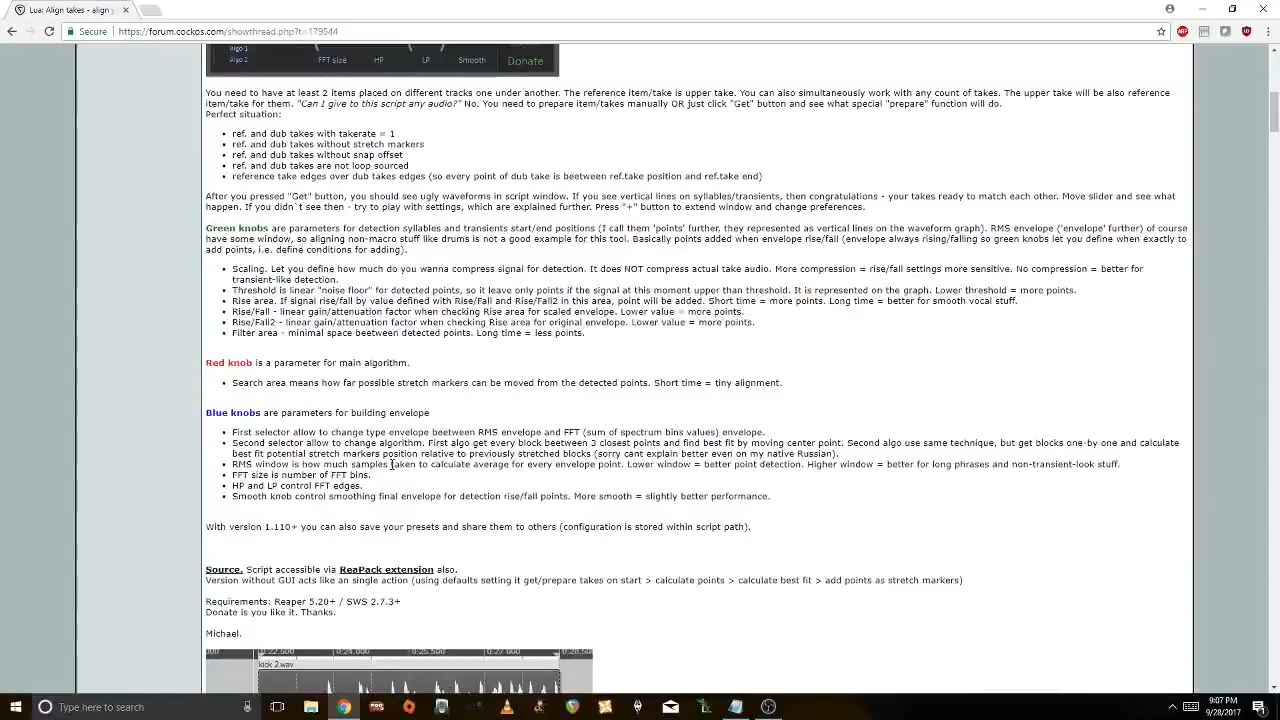 Lua: Align takes - align
Secure
https://forum.cockos.com/showthread.php?t=179544
Algo 1
Algo 2
FFT size HP LP Smooth Donate
You need to have at least 2 items placed on different tracks one under another. The reference item/take is upper take. You can also simultaneously work with any count of takes. The upper take will be also reference
item/take for them. "Can I give to this script any audio?" No. You need to prepare item/takes manually OR just click "Get" button and see what special "prepare" function will do.
Perfect situation:
• ref. and dub takes with takerate = 1
• ref. and dub takes without stretch markers
• ref. and dub takes without snap offset
• ref. and dub takes are not loop sourced
• reference take edges over dub takes edges (so every point of dub take is beetween ref.take position and ref.take end)
After you pressed "Get" button, you should see ugly waveforms in script window. If you see vertical lines on syllables/transients, then congratulations - your takes ready to match each other. Move slider and see what
happen. If you didn`t see then - try to play with settings, which are explained further. Press "+" button to extend window and change preferences.
Green knobs are parameters for detection syllables and transients start/end positions (I call them 'points' further, they represented as vertical lines on the waveform graph). RMS envelope ('envelope' further) of course
have some window, so aligning non-macro stuff like drums is not a good example for this tool. Basically points added when envelope rise/fall (envelope always rising/falling so green knobs let you define when exactly to
add points, i.e. define conditions for adding).
• Scaling. Let you define how much do you wanna compress signal for detection. It does NOT compress actual take audio. More compression = rise/fall settings more sensitive. No compression = better for
transient-like detection.
• Threshold is linear "noise floor" for detected points, so it leave only points if the signal at this moment upper than threshold. It is represented on the graph. Lower threshold = more points.
• Rise area. If signal rise/fall by value defined with Rise/Fall and Rise/Fall2 in this area, point will be added. Short time = more points. Long time = better for smooth vocal stuff.
• Rise/Fall - linear gain/attenuation factor when checking Rise area for scaled envelope. Lower value = more points.
• Rise/Fall2 - linear gain/attenuation factor when checking Rise area for original envelope. Lower value = more points.
• Filter area - minimal space beetween detected points. Long time = less points.
Red knob is a parameter for main algorithm.
• Search area means how far possible stretch markers can be moved from the detected points. Short time = tiny alignment.
Blue knobs are parameters for building envelope
• First selector allow to change type envelope beetween RMS envelope and FFT (sum of spectrum bins values) envelope.
• Second selector allow to change algorithm. First algo get every block beetween 3 closest points and find best fit by moving center point. Second algo use same technique, but get blocks one-by-one and calculate
best fit potential stretch markers position relative to previously stretched blocks (sorry cant explain better even on my native Russian).
• RMS window is how much samples taken to calculate average for every envelope point. Lower window = better point detection. Higher window = better for long phrases and non-transient-look stuff.
• FFT size is number of FFT bins.
• HP and LP control FFT edges.
• Smooth knob control smoothing final envelope for detection rise/fall points. More smooth = slightly better performance.
With version 1.110+ you can also save your presets and share them to others (configuration is stored within script path).
Source. Script accessible via ReaPack extension also.
Version without GUI acts like an single action (using defaults setting it get/prepare takes on start > calculate points > calculate best fit > add points as stretch markers)
Requirements: Reaper 5.20+ / SWS 2.7.3+
Donate is you like it. Thanks.
Michael.
000 0:22.500 0:24.000 0:25.500 0:27.000 0:28.50
look 2.wav
Type here to search
9:07 PM
9/28/2017